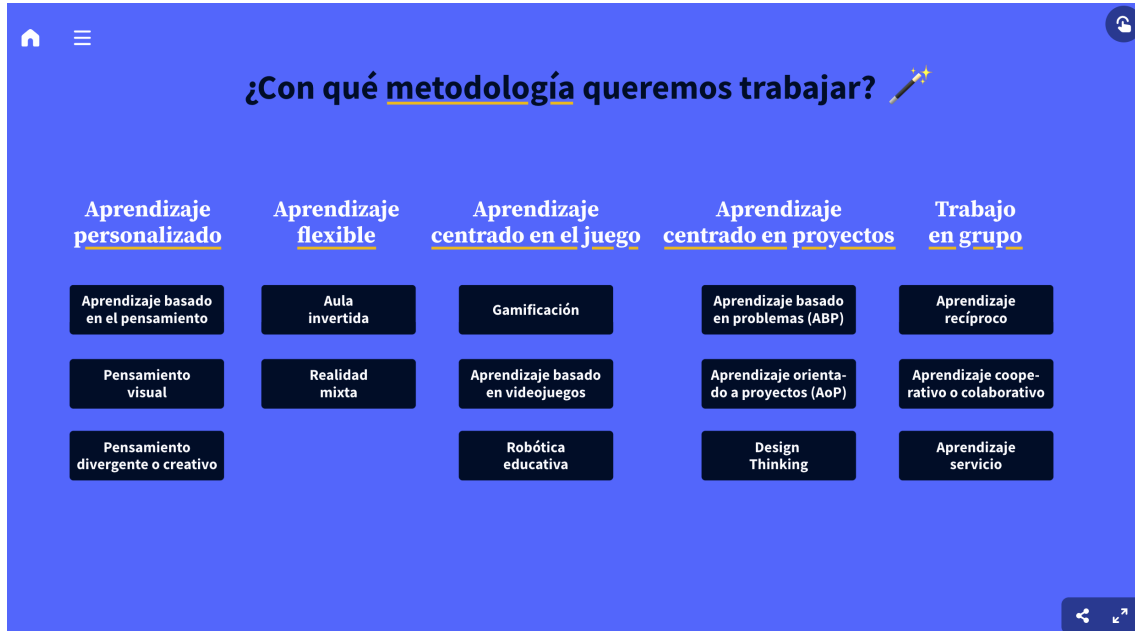 ¿Con qué metodología queremos trabajar?
Aprendizaje
personalizado
Aprendizaje basado
en el pensamiento
Pensamiento
visual
Pensamiento
divergente o creativo
Aprendizaje
flexible
Aula
invertida
Realidad
mixta
Aprendizaje
centrado en el juego
Gamificación
Aprendizaje basado
en videojuegos
Robótica
educativa
Aprendizaje
centrado en proyectos
Aprendizaje basado
en problemas (ABP)
Aprendizaje orienta-
do a proyectos (AoP)
Design
Thinking
Trabajo
en grupo
Aprendizaje
recíproco
Aprendizaje coope-
rativo o colaborativo
Aprendizaje
servicio